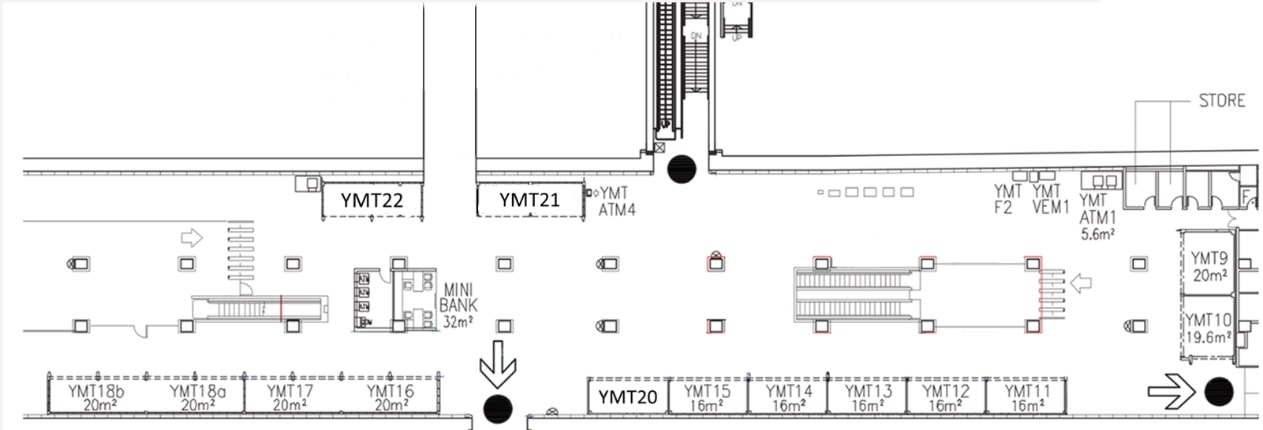 DN
UP
DN
UP
STORE
YMT22
YMT21
YMT
ATM4
YMT
F2
YMT
VEM1
YMT
ATM1
5.6m²
F
YMT9
20m²
YMT10
19.6m²
MINI
BANK
32m²
YMT18b
20m²
YMT18a
20m²
YMT17
20m²
YMT16
20m²
YMT20
YMT15
16m²
YMT14
16m²
YMT13
16m²
YMT12
16m²
YMT11
16m²